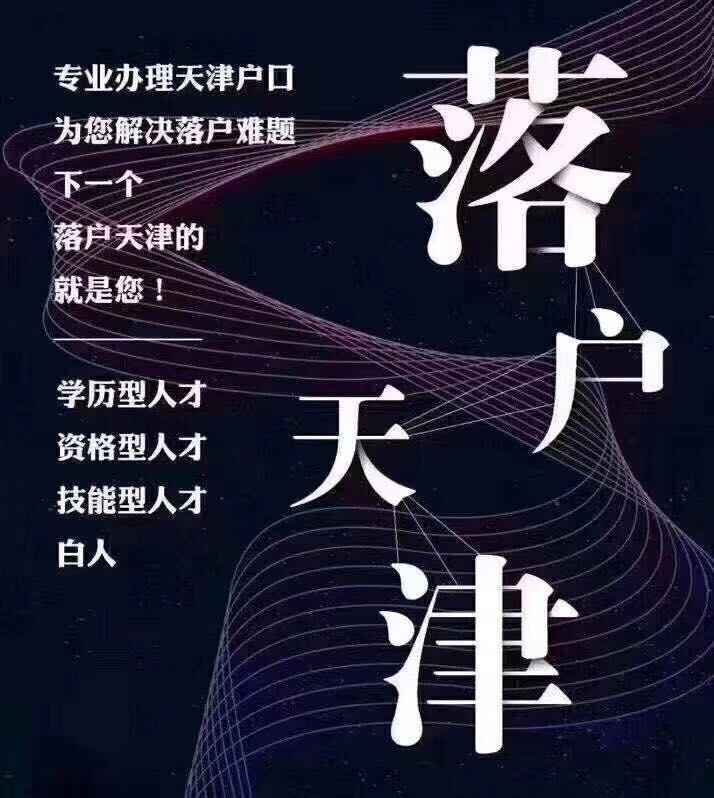 专业办理天津户口
为您解决落户难题
下一个
落户天津的
就是您！
学历型人才
资格型人才
技能型人才
白人
落
户
天
津